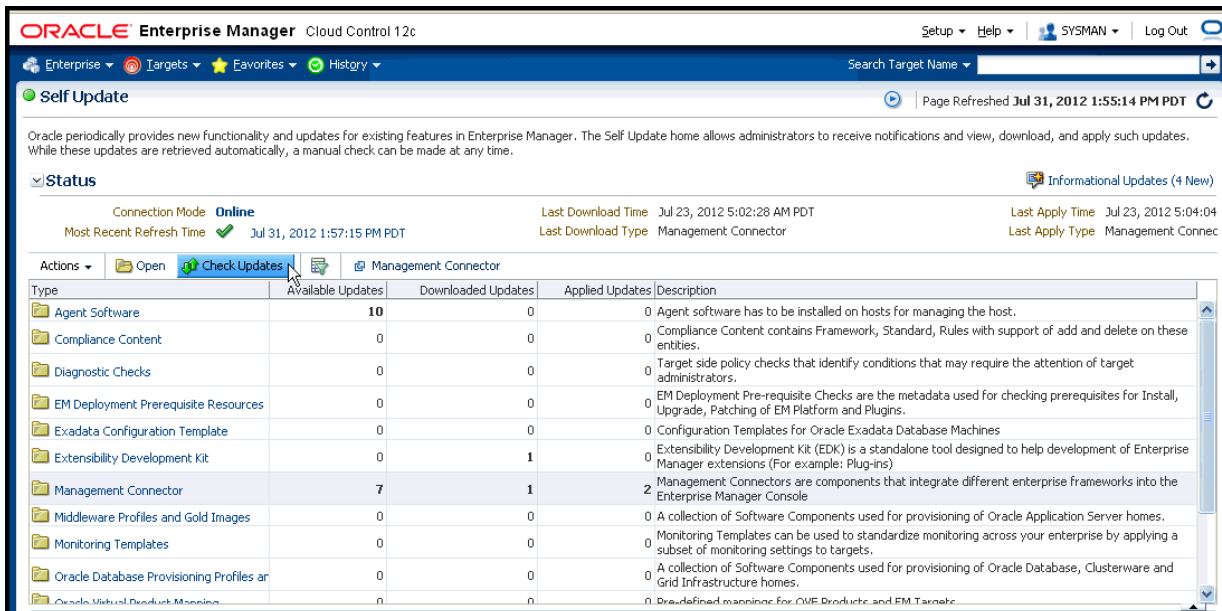 ORACLE Enterprise Manager Cloud Control 12c
Setup Help SYSMAN Log Out
Enterprise Targets Favorites History
Search Target Name
Self Update
Page Refreshed Jul 31, 2012 1:55:14 PM PDT
Oracle periodically provides new functionality and updates for existing features in Enterprise Manager. The Self Update home allows administrators to receive notifications and view, download, and apply such updates.
While these updates are retrieved automatically, a manual check can be made at any time.
Status
Informational Updates (4 New)
Connection Mode Online
Last Download Time Jul 23, 2012 5:02:28 AM PDT
Last Apply Time Jul 23, 2012 5:04:04
Most Recent Refresh Time Jul 31, 2012 1:57:15 PM PDT
Last Download Type Management Connector
Last Apply Type Management Connec
Actions Open Check Updates Management Connector
Type Available Updates Downloaded Updates Applied Updates Description
Agent Software 10 0 0 Agent software has to be installed on hosts for managing the host.
Compliance Content 0 0 0 Compliance Content contains Framework, Standard, Rules with support of add and delete on these
entities.
Diagnostic Checks 0 0 0 Target side policy checks that identify conditions that may require the attention of target
administrators.
EM Deployment Prerequisite Resources 0 0 0 EM Deployment Pre-requisite Checks are the metadata used for checking prerequisites for Install,
Upgrade, Patching of EM Platform and Plugins.
Exadata Configuration Template 0 0 0 Configuration Templates for Oracle Exadata Database Machines
Extensibility Development Kit 0 1 0 Extensibility Development Kit (EDK) is a standalone tool designed to help development of Enterprise
Manager extensions (For example: Plug-ins)
Management Connector 7 1 2 Management Connectors are components that integrate different enterprise frameworks into the
Enterprise Manager Console
Middleware Profiles and Gold Images 0 0 0 A collection of Software Components used for provisioning of Oracle Application Server homes.
Monitoring Templates 0 0 0 Monitoring Templates can be used to standardize monitoring across your enterprise by applying a
subset of monitoring settings to targets.
Oracle Database Provisioning Profiles ar 0 0 0 A collection of Software Components used for provisioning of Oracle Database, Clusterware and
Grid Infrastructure homes.
Oracle Virtual Product Mapping 0 0 0 Pre-defined mappings for OVF Products and EM Targets